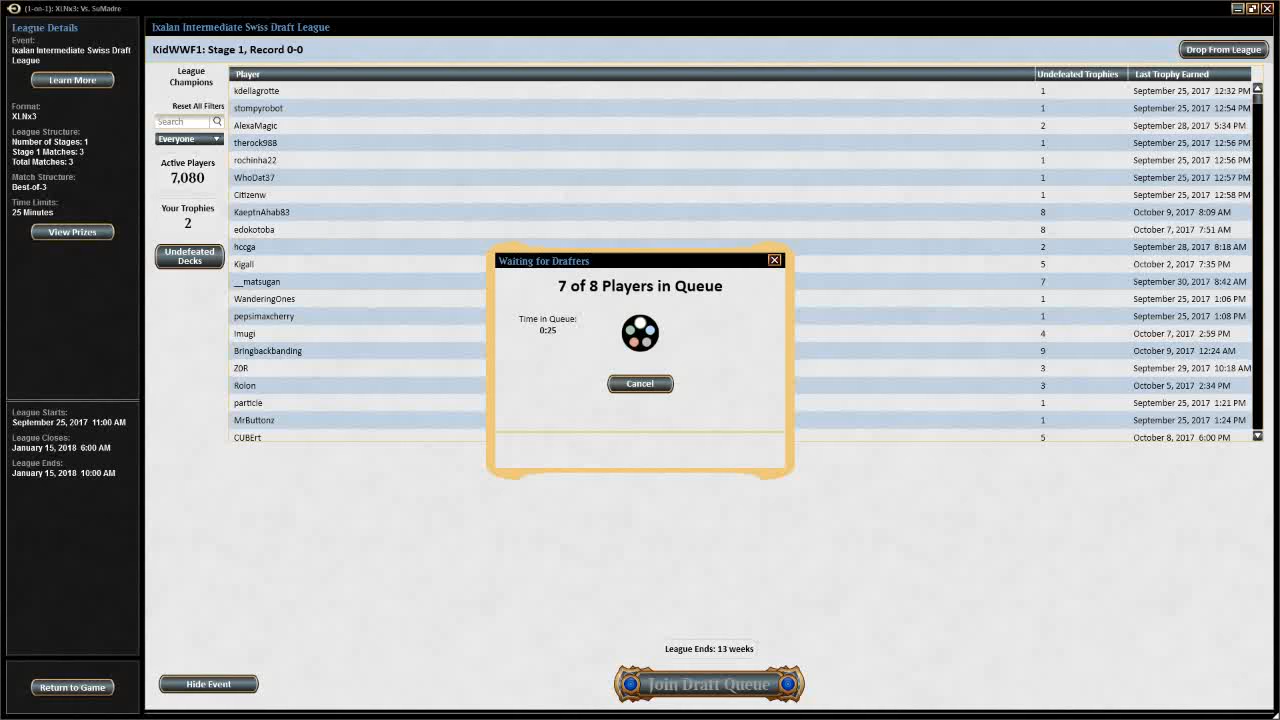 (1-on-1): XLNx3: Vs. SuMadre
League Details
Event:
Ixalan Intermediate Swiss Draft
League
Learn More
Format:
XLNx3
League Structure:
Number of Stages: 1
Stage 1 Matches: 3
Total Matches: 3
Match Structure:
Best-of-3
Time Limits:
25 Minutes
View Prizes
League Starts:
September 25, 2017 11:00 AM
League Closes:
January 15, 2018 6:00 AM
League Ends:
January 15, 2018 10:00 AM
Return to Game
Ixalan Intermediate Swiss Draft League
KidWWF1: Stage 1, Record 0-0
Drop From League
League
Champions
Reset All Filters
Search
Everyone
Active Players
7,080
Your Trophies
2
Undefeated
Decks
Player Undefeated Trophies Last Trophy Earned
kdellagrotte 1 September 25, 2017 12:32 PM
stompyrobot 1 September 25, 2017 12:54 PM
AlexaMagic 2 September 28, 2017 5:34 PM
therock988 1 September 25, 2017 12:56 PM
rochinha22 1 September 25, 2017 12:56 PM
WhoDat37 1 September 25, 2017 12:57 PM
Citizenw 1 September 25, 2017 12:58 PM
KaeptnAhab83 8 October 9, 2017 8:09 AM
edokotoba 8 October 7, 2017 7:51 AM
hccga 2 September 28, 2017 8:18 AM
Kigall 5 October 2, 2017 7:35 PM
__matsugan 7 September 30, 2017 8:42 AM
WanderingOnes 1 September 25, 2017 1:06 PM
pepsimaxcherry 1 September 25, 2017 1:08 PM
Imugi 4 October 7, 2017 2:59 PM
Bringbackbanding 9 October 9, 2017 12:24 AM
Z0R 3 September 29, 2017 10:18 AM
Rolon 3 October 5, 2017 2:34 PM
particle 1 September 25, 2017 1:21 PM
MrButtonz 1 September 25, 2017 1:24 PM
CUBErt 5 October 8, 2017 6:00 PM
Waiting for Drafters
7 of 8 Players in Queue
Time in Queue:
0:25
Cancel
League Ends: 13 weeks
Hide Event
Join Draft Queue